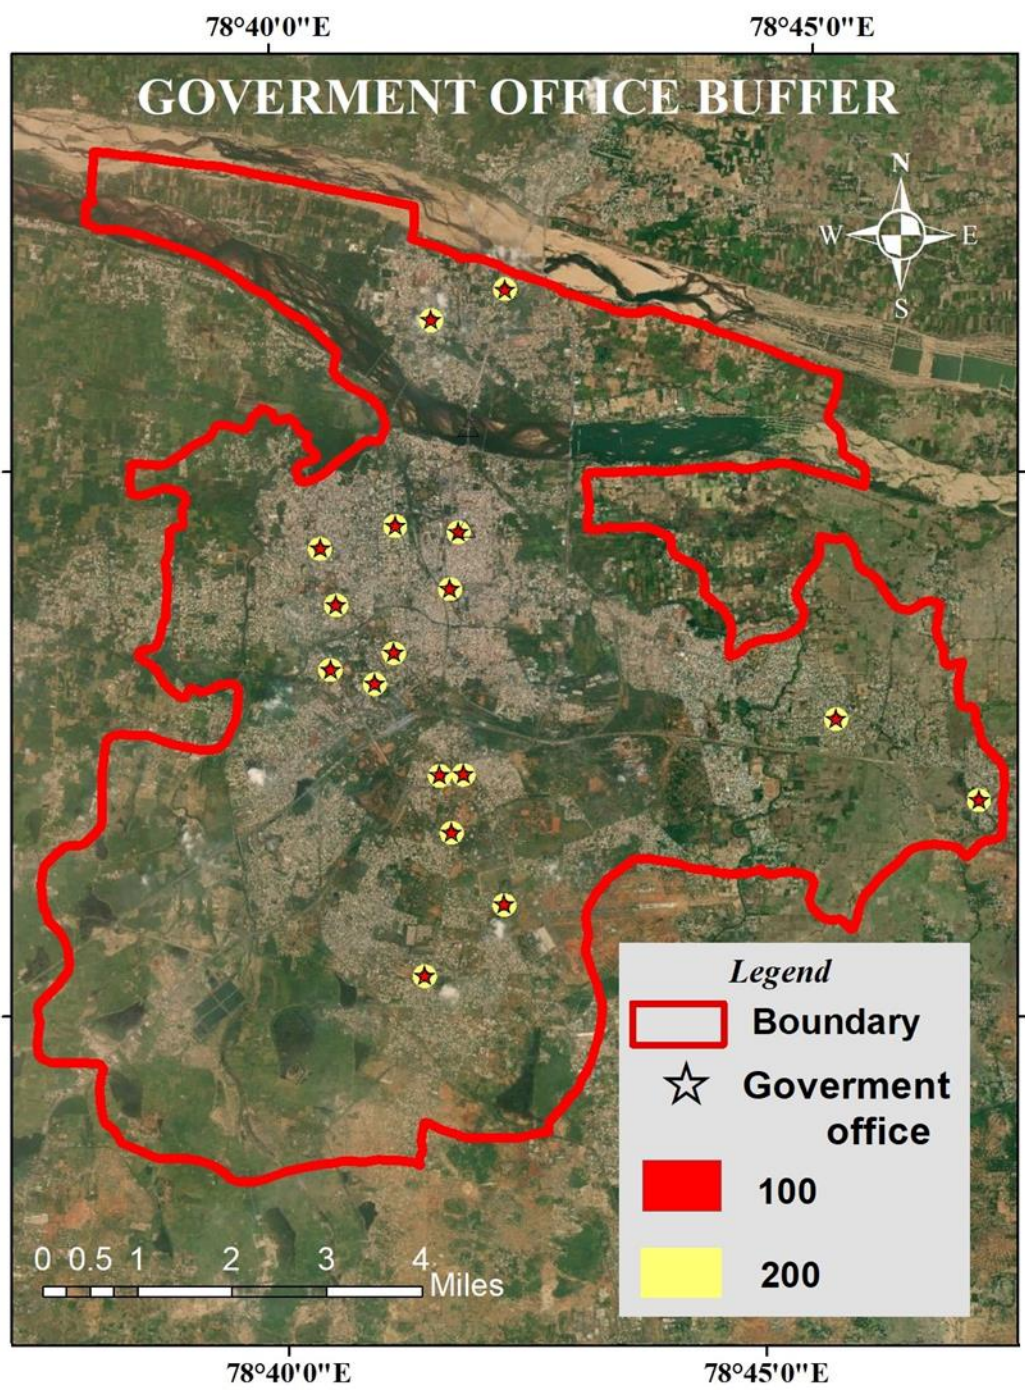 78°40'0"E 78°45'0"E
GOVERMENT OFFICE BUFFER
N
W E
S
Legend
Boundary
Goverment
office
100
200
0 0.5 1 2 3 4
Miles
78°40'0"E 78°45'0"E